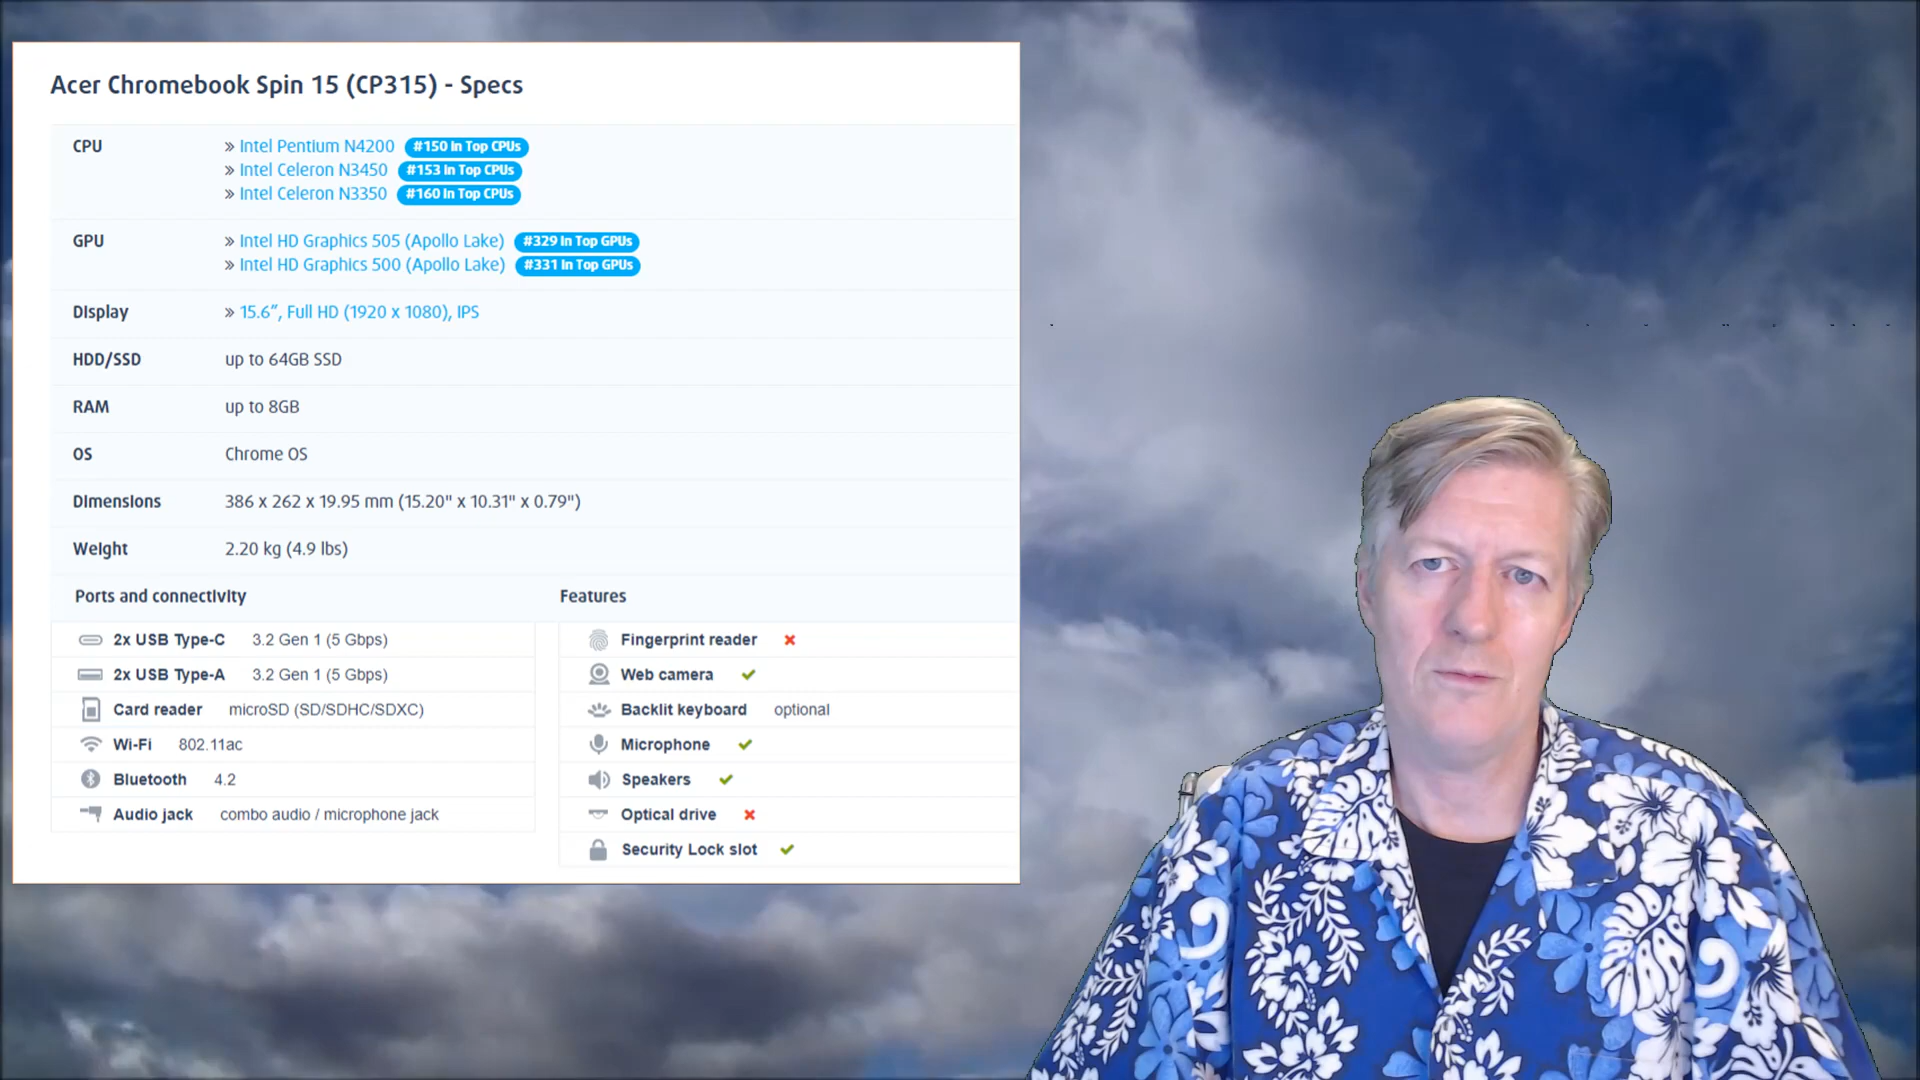 Acer Chromebook Spin 15 (CP315) - Specs
CPU
» Intel Pentium N4200 #150 In Top CPUs
» Intel Celeron N3450 #153 In Top CPUs
» Intel Celeron N3350 #160 In Top CPUs
GPU
» Intel HD Graphics 505 (Apollo Lake) #329 In Top GPUs
» Intel HD Graphics 500 (Apollo Lake) #331 In Top GPUs
Display » 15.6”, Full HD (1920 x 1080), IPS
HDD/SSD up to 64GB SSD
RAM up to 8GB
OS Chrome OS
Dimensions 386 x 262 x 19.95 mm (15.20" x 10.31" x 0.79")
Weight 2.20 kg (4.9 lbs)
Ports and connectivity
2x USB Type-C 3.2 Gen 1 (5 Gbps)
2x USB Type-A 3.2 Gen 1 (5 Gbps)
Card reader microSD (SD/SDHC/SDXC)
Wi-Fi 802.11ac
Bluetooth 4.2
Audio jack combo audio / microphone jack
Features
Fingerprint reader
Web camera
Backlit keyboard optional
Microphone
Speakers
Optical drive
Security Lock slot